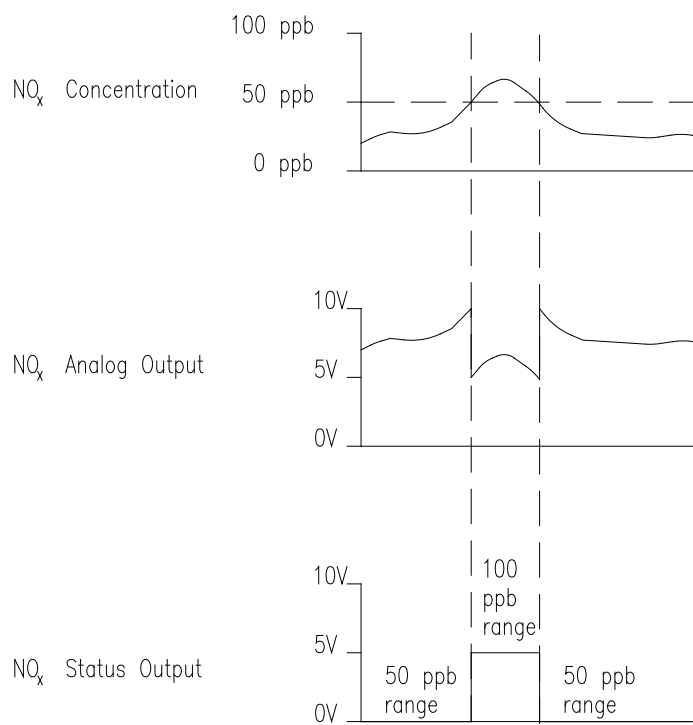 100 ppb
NOx Concentration
50 ppb
0 ppb
10V
NOx Analog Output
5V
0V
10V
100
ppb
range
5V
NOx Status Output
50 ppb
range
50 ppb
range
0V